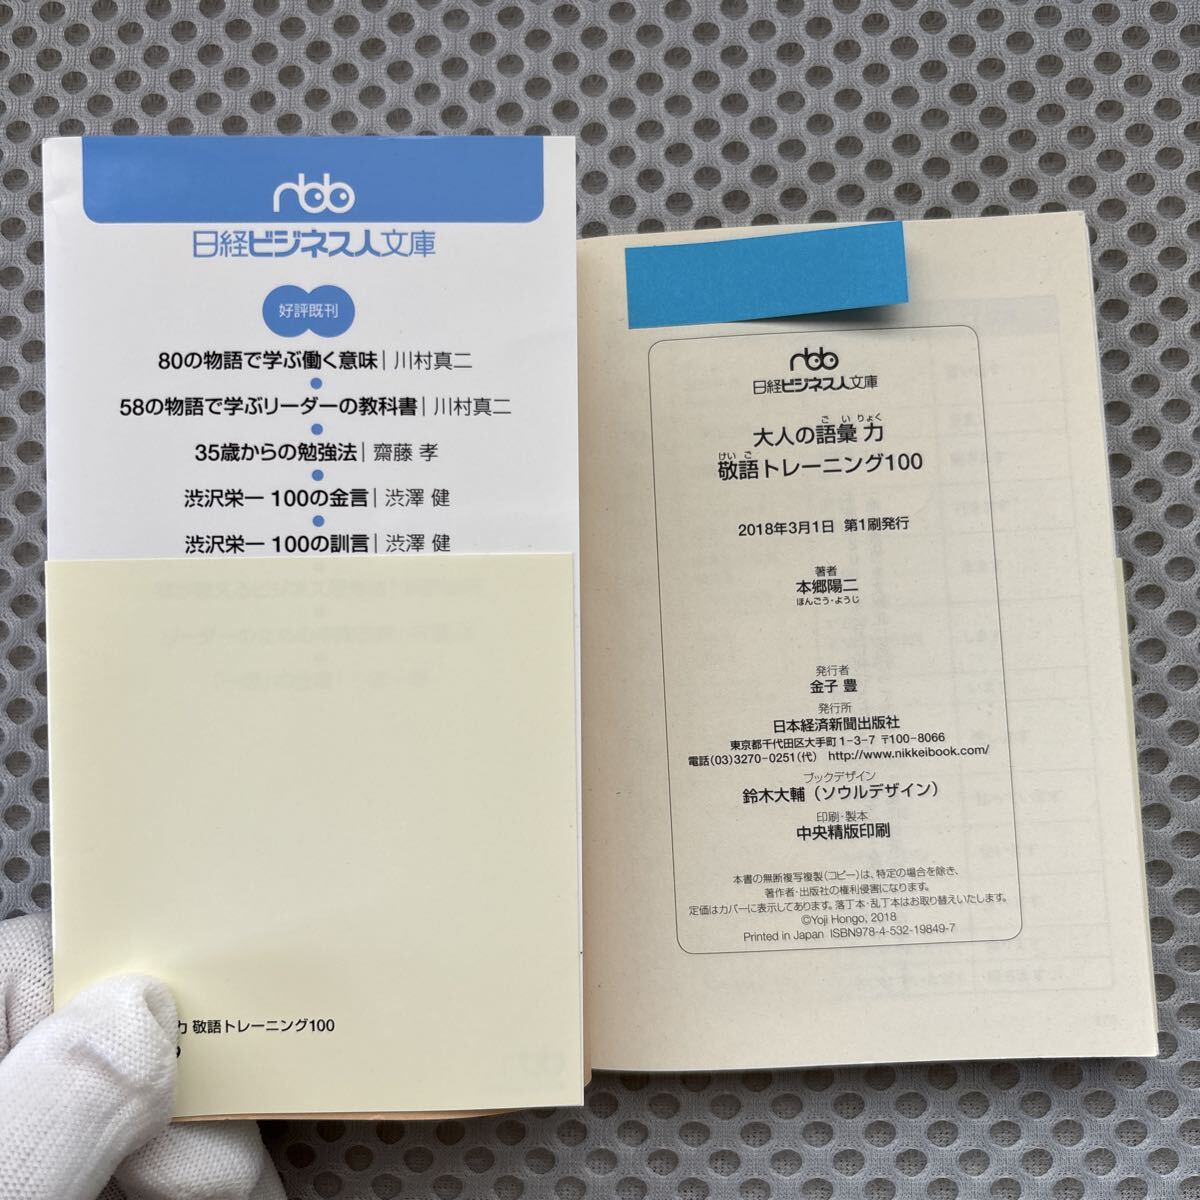 nbb
日経ビジネス人文庫
好評既刊
80の物語で学ぶ働く意味|川村真二
58の物語で学ぶリーダーの教科書|川村真二
35歳からの勉強法|齋藤 孝
渋沢栄一 100の金言|渋澤 健
渋沢栄一 100の訓言|渋澤 健
力 敬語トレーニング100
nbb
日経ビジネス人文庫
ごいりょく
大人の語彙力
けいご
敬語トレーニング100
2018年3月1日 第1刷発行
著者
本郷陽二
ほんごう・ようじ
発行者
金子 豊
発行所
日本経済新聞出版社
東京都千代田区大手町1-3-7 〒100-8066
電話(03)3270-0251(代) http://www.nikkeibook.com/
ブックデザイン
鈴木大輔(ソウルデザイン)
印刷・製本
中央精版印刷
本書の無断複写複製(コピー)は、特定の場合を除き、
著作者・出版社の権利侵害になります。
定価はカバーに表示してあります。落丁本・乱丁本はお取り替えいたします。
©Yoji Hongo, 2018
Printed in Japan ISBN978-4-532-19849-7